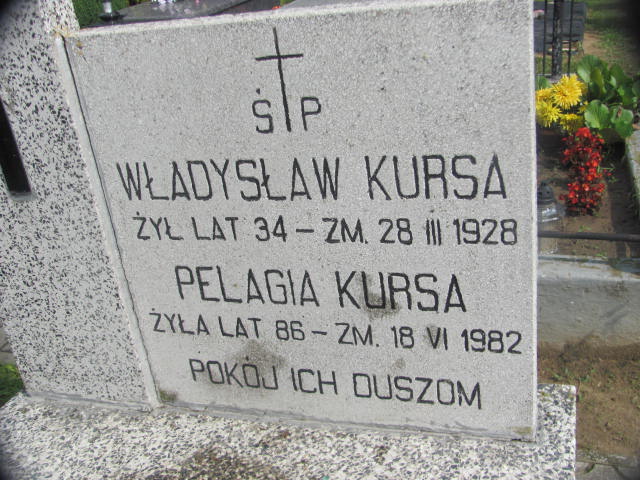 Ś P
WŁADYSŁAW KURSA
ŻYŁ LAT 34 – ZM. 28 III 1928
PELAGIA KURSA
ŻYŁA LAT 86 – ZM. 18 VI 1982
POKÓJ ICH DUSZOM